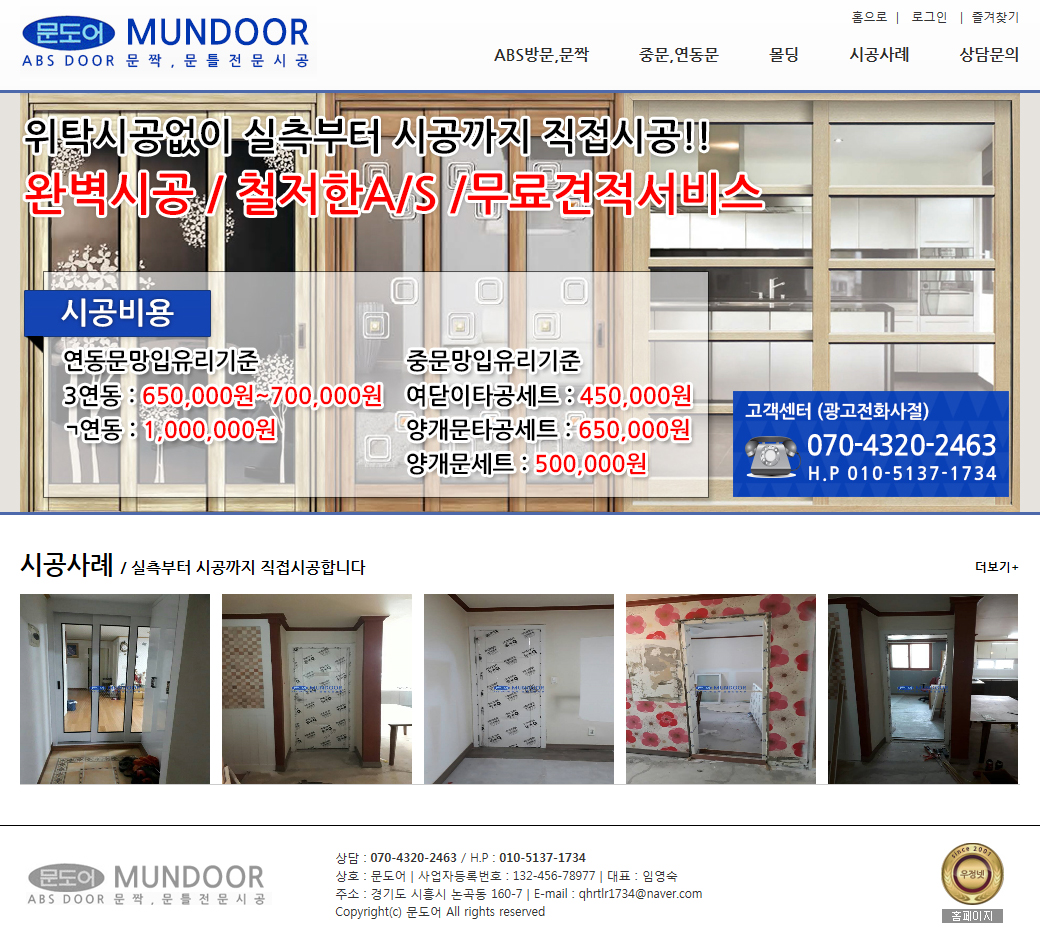 문도어 MUNDOOR
ABS DOOR 문짝,문틀전문시공
홈으로 | 로그인 | 즐겨찾기
ABS방문,문짝 중문,연동문 몰딩 시공사례 상담문의
위탁시공없이 실측부터 시공까지 직접시공!!
완벽시공 / 철저한A/S /무료견적서비스
시공비용
연동문망입유리기준
3연동 : 650,000원~700,000원
ㄱ연동 : 1,000,000원
중문망입유리기준
여닫이타공세트 : 450,000원
양개문타공세트 : 650,000원
양개문세트 : 500,000원
고객센터 (광고전화사절)
070-4320-2463
H.P 010-5137-1734
시공사례 / 실측부터 시공까지 직접시공합니다
더보기+
MUNDOOR
MUNDOOR
MUNDOOR
MUNDOOR
문도어 MUNDOOR
ABS DOOR 문짝,문틀전문시공
상담 : 070-4320-2463 / H.P : 010-5137-1734
상호 : 문도어 | 사업자등록번호 : 132-456-78977 | 대표 : 임영숙
주소 : 경기도 시흥시 논곡동 160-7 | E-mail : qhrtlr1734@naver.com
Copyright(c) 문도어 All rights reserved
since 2001
우정넷
홈페이지